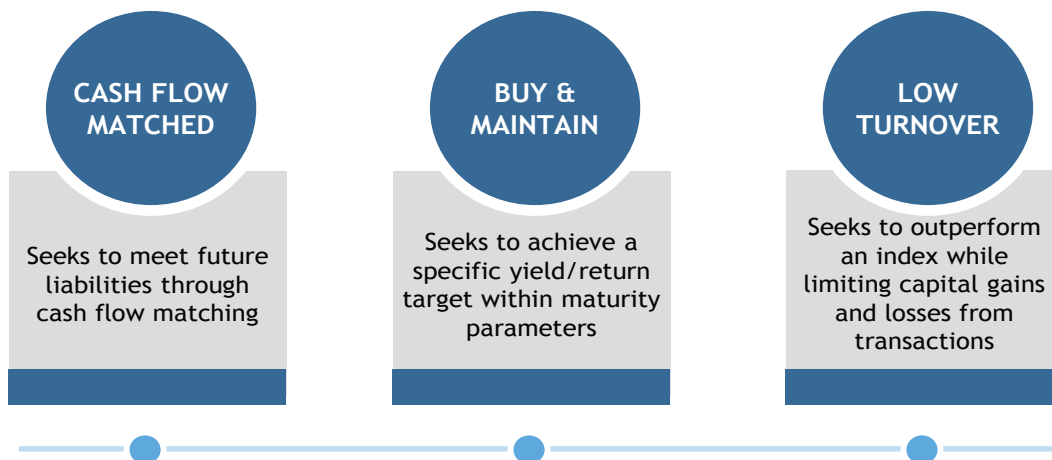 CASH FLOW
MATCHED
Seeks to meet future
liabilities through
cash flow matching
BUY &
MAINTAIN
Seeks to achieve a
specific yield/return
target within maturity
parameters
LOW
TURNOVER
Seeks to outperform
an index while
limiting capital gains
and losses from
transactions